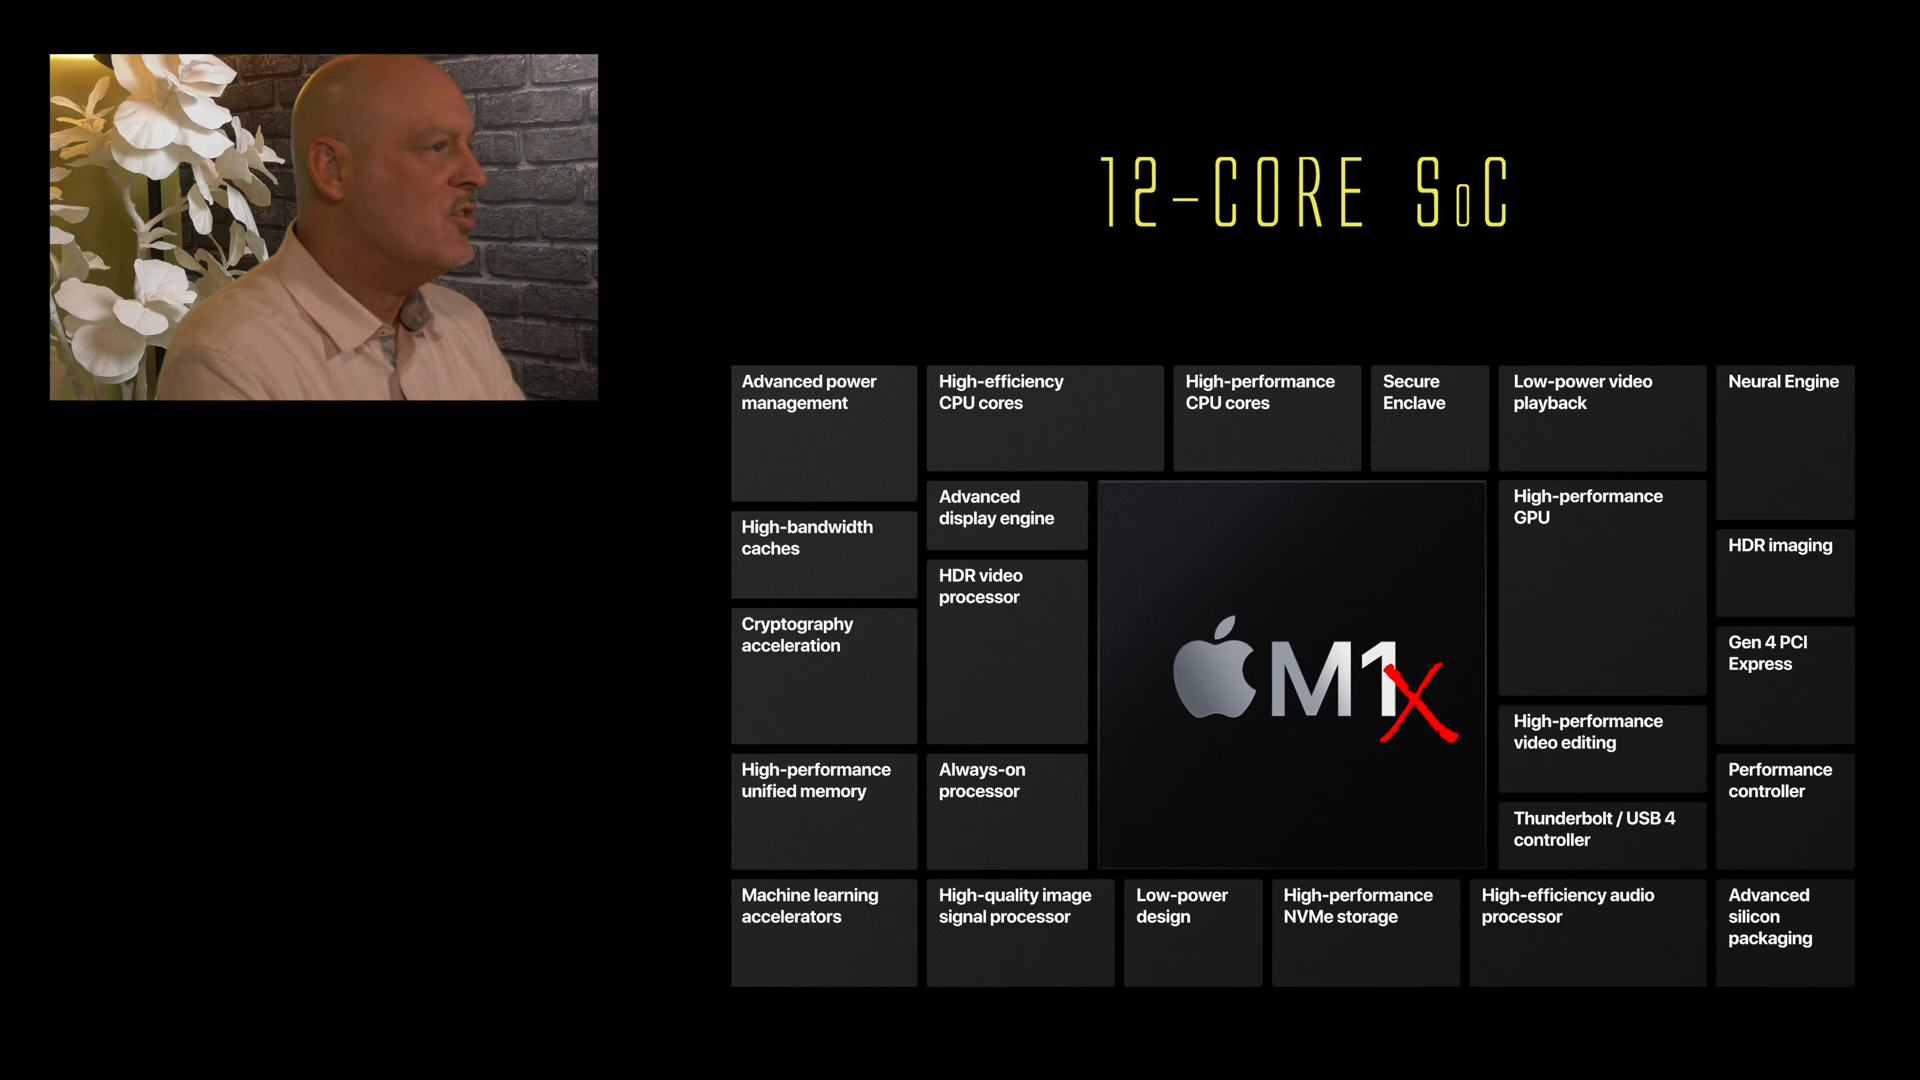 12-CORE SoC
Advanced power
management
High-efficiency
CPU cores
High-performance
CPU cores
Secure
Enclave
Low-power video
playback
Neural Engine
High-bandwidth
caches
Advanced
display engine
High-performance
GPU
HDR imaging
Cryptography
acceleration
HDR video
processor
M1X
Gen 4 PCI
Express
High-performance
unified memory
Always-on
processor
High-performance
video editing
Thunderbolt / USB 4
controller
Performance
controller
Machine learning
accelerators
High-quality image
signal processor
Low-power
design
High-performance
NVMe storage
High-efficiency audio
processor
Advanced
silicon
packaging